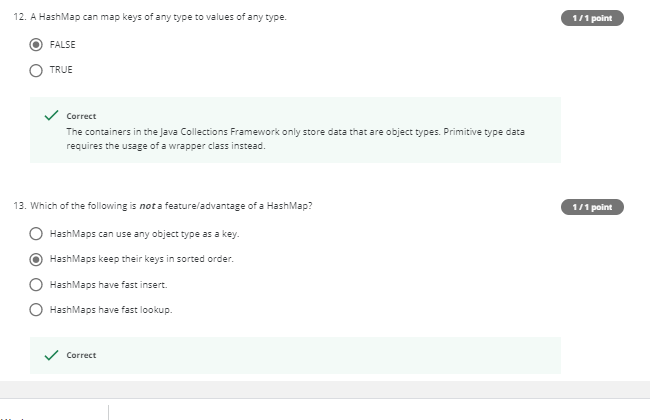 12. A HashMap can map keys of any type to values of any type.
1 / 1 point
FALSE
TRUE
Correct
The containers in the Java Collections Framework only store data that are object types. Primitive type data
requires the usage of a wrapper class instead.
13. Which of the following is not a feature/advantage of a HashMap?
1 / 1 point
HashMaps can use any object type as a key.
HashMaps keep their keys in sorted order.
HashMaps have fast insert.
HashMaps have fast lookup.
Correct